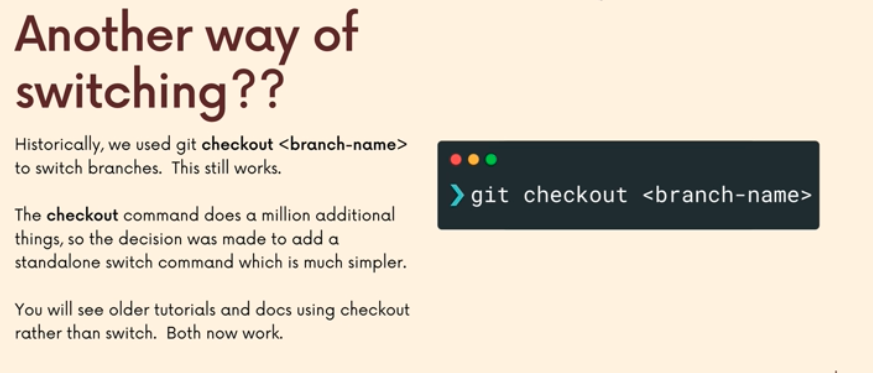 Another way of
switching??
Historically, we used git checkout <branch-name>
to switch branches. This still works.
The checkout command does a million additional
things, so the decision was made to add a
standalone switch command which is much simpler.
You will see older tutorials and docs using checkout
rather than switch. Both now work.
❯ git checkout <branch-name>